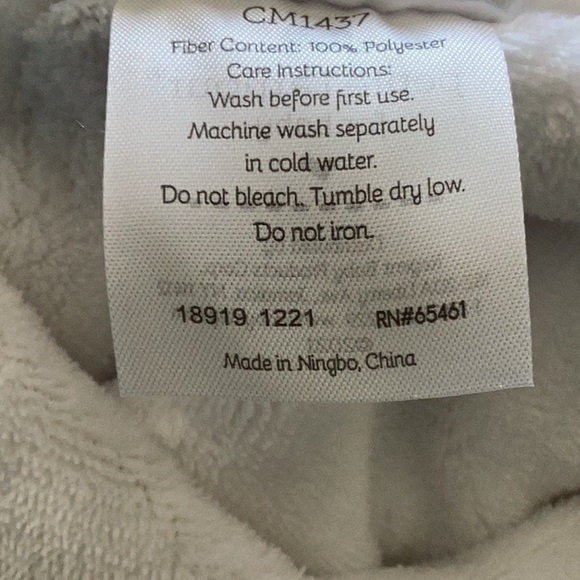 CM1437
Fiber Content: 100% Polyester
Care Instructions:
Wash before first use.
Machine wash separately
in cold water.
Do not bleach. Tumble dry low.
Do not iron.
18919 1221 RN#65461
Made in Ningbo, China